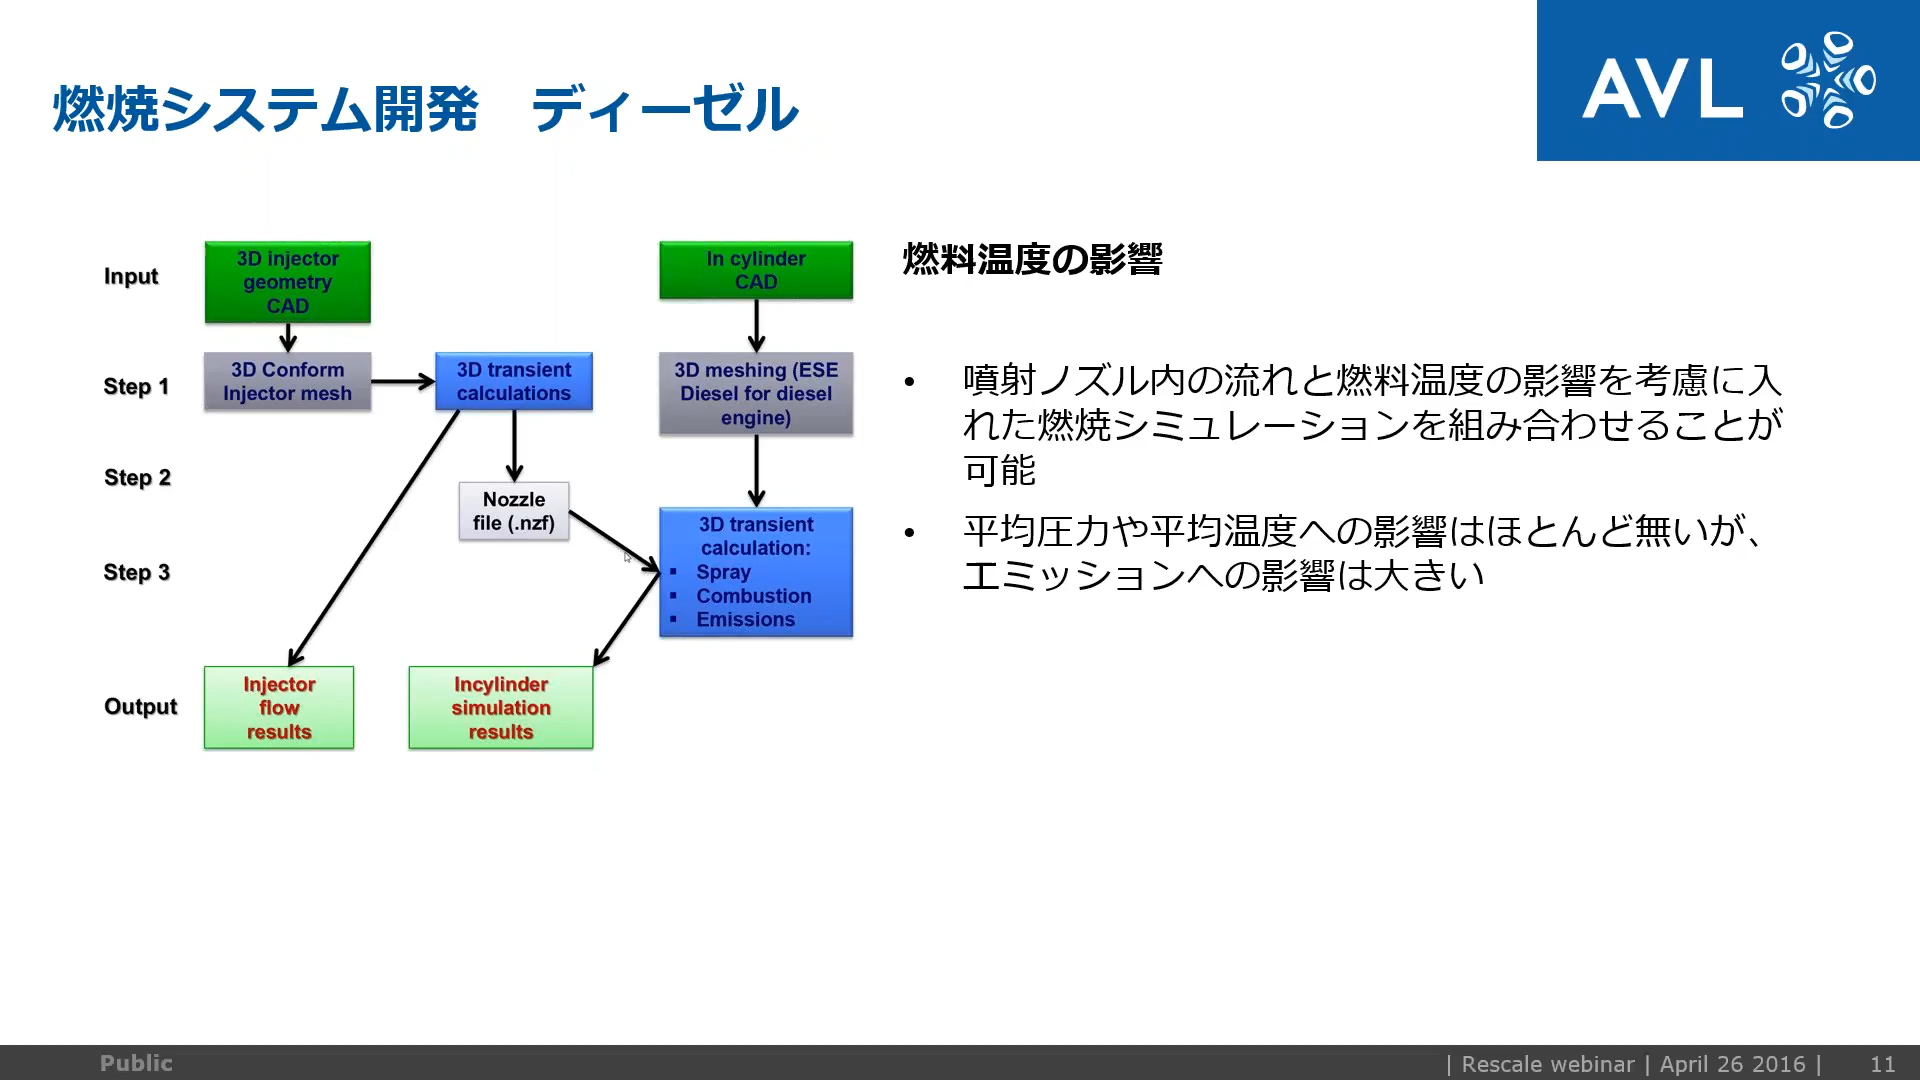 燃焼システム開発　ディーゼル
AVL
Input
3D injector
geometry
CAD
In cylinder
CAD
Step 1
3D Conform
Injector mesh
3D transient
calculations
3D meshing (ESE
Diesel for diesel
engine)
Step 2
Nozzle
file (.nzf)
Step 3
3D transient
calculation:
▪ Spray
▪ Combustion
▪ Emissions
Output
Injector
flow
results
Incylinder
simulation
results
燃料温度の影響
• 噴射ノズル内の流れと燃料温度の影響を考慮に入
れた燃焼シミュレーションを組み合わせることが
可能
• 平均圧力や平均温度への影響はほとんど無いが、
エミッションへの影響は大きい
Public
| Rescale webinar | April 26 2016 | 11